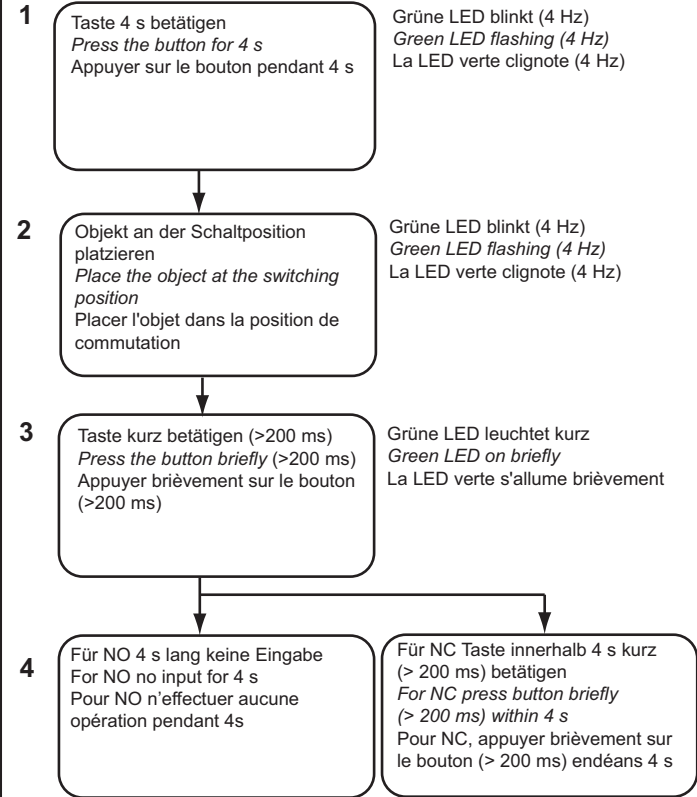 1
Taste 4 s betätigen
Press the button for 4 s
Appuyer sur le bouton pendant 4 s
Grüne LED blinkt (4 Hz)
Green LED flashing (4 Hz)
La LED verte clignote (4 Hz)
2
Objekt an der Schaltposition
platzieren
Place the object at the switching
position
Placer l'objet dans la position de
commutation
Grüne LED blinkt (4 Hz)
Green LED flashing (4 Hz)
La LED verte clignote (4 Hz)
3
Taste kurz betätigen (>200 ms)
Press the button briefly (>200 ms)
Appuyer brièvement sur le bouton
(>200 ms)
Grüne LED leuchtet kurz
Green LED on briefly
La LED verte s'allume brièvement
4
Für NO 4 s lang keine Eingabe
For NO no input for 4 s
Pour NO n’effectuer aucune
opération pendant 4s
Für NC Taste innerhalb 4 s kurz
(> 200 ms) betätigen
For NC press button briefly
(> 200 ms) within 4 s
Pour NC, appuyer brièvement sur
le bouton (> 200 ms) endéans 4 s